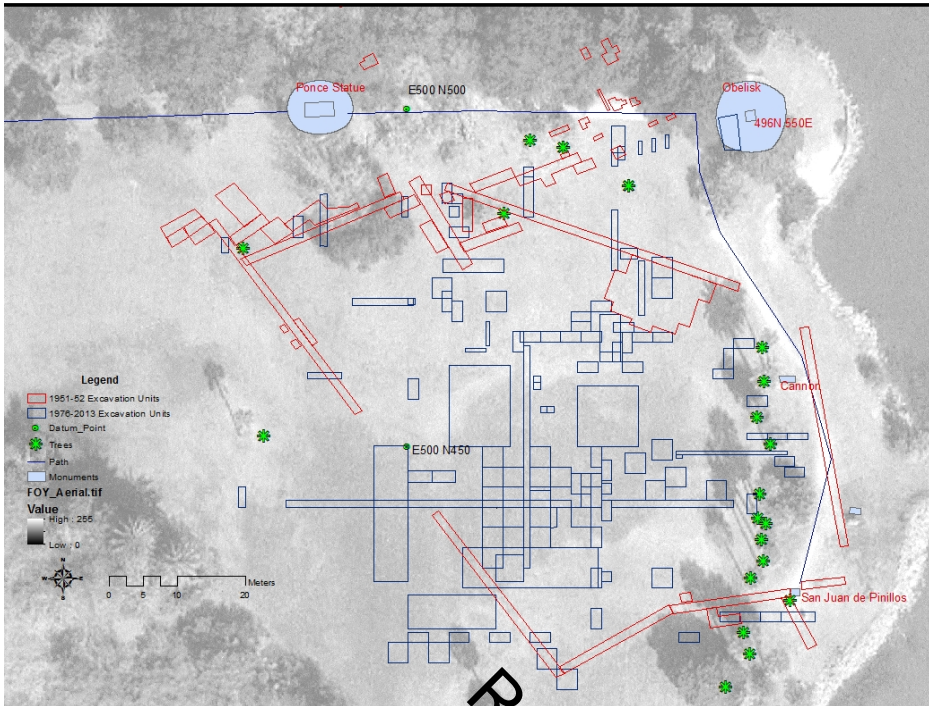 Ponce Statue
E500 N500
Obelisk
496N 550E
Legend
1951-52 Excavation Units
1976-2013 Excavation Units
Datum_Point
Trees
Path
Monuments
FOY_Aerial.tif
Value
High : 255
Low : 0
N
W
E
S
Meters
0 5 10 20
E500 N450
Cannon
San Juan de Pinillos
R